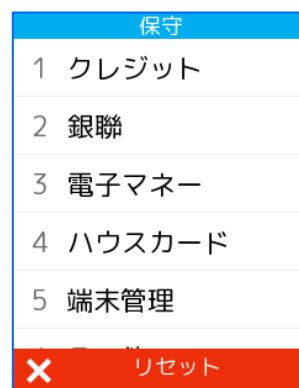 保守
1 クレジット
2 銀聯
3 電子マネー
4 ハウスカード
5 端末管理
リセット